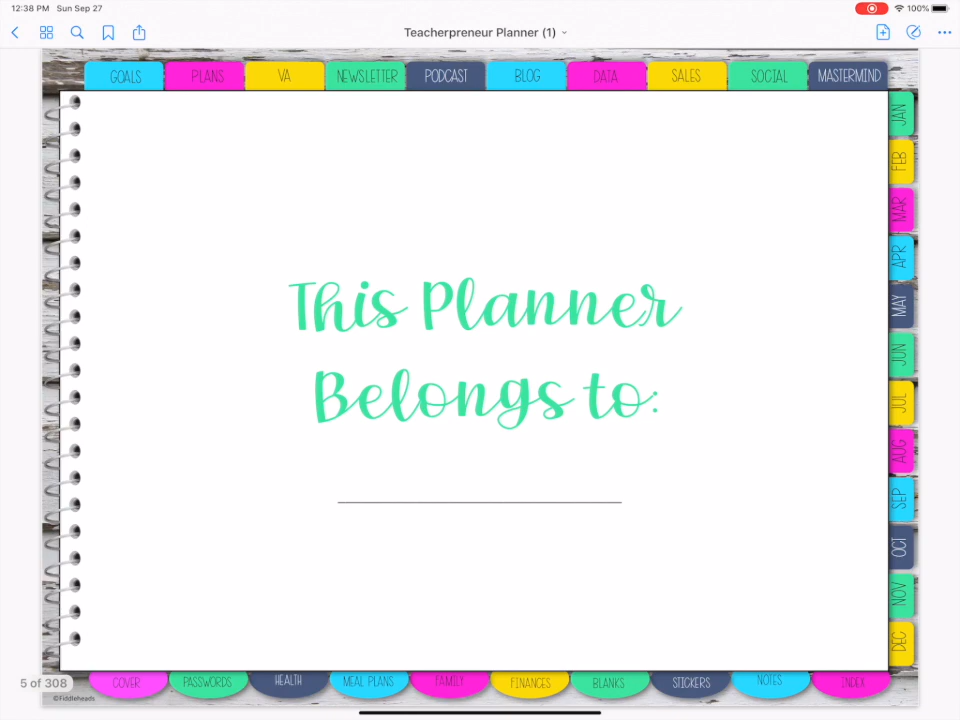 12:38 PM Sun Sep 27
100%
Teacherpreneur Planner (1)
GOALS PLANS VA NEWSLETTER PODCAST BLOG DATA SALES SOCIAL MASTERMIND
JAN
FEB
MAR
APR
MAY
JUN
JUL
AUG
SEP
OCT
NOV
DEC
This Planner
Belongs to:
5 of 308
COVER PASSWORDS HEALTH MEAL PLANS FAMILY FINANCES BLANKS STICKERS NOTES INDEX
©Fiddleheads